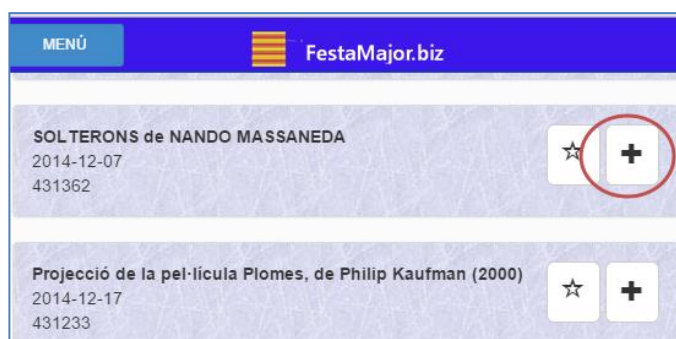 MENÚ
FestaMajor.biz
SOLTERONS de NANDO MASSANEDA
2014-12-07
431362
Projecció de la pel·lícula Plomes, de Philip Kaufman (2000)
2014-12-17
431233